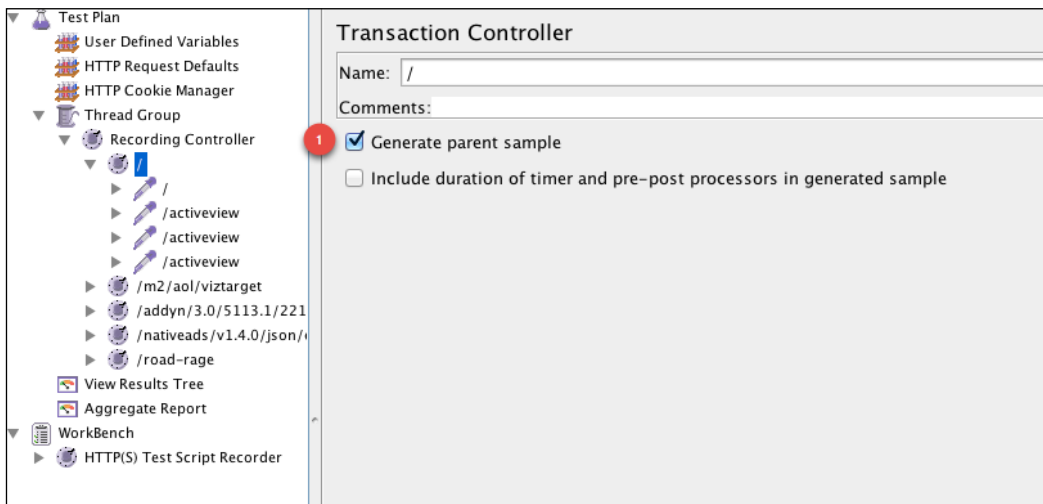 Test Plan
User Defined Variables
HTTP Request Defaults
HTTP Cookie Manager
Thread Group
Recording Controller
/
/
/activeview
/activeview
/activeview
/m2/aol/viztarget
/addyn/3.0/5113.1/221
/nativeads/v1.4.0/json/
/road-rage
View Results Tree
Aggregate Report
WorkBench
HTTP(S) Test Script Recorder
Transaction Controller
Name: /
Comments:
1 Generate parent sample
Include duration of timer and pre-post processors in generated sample